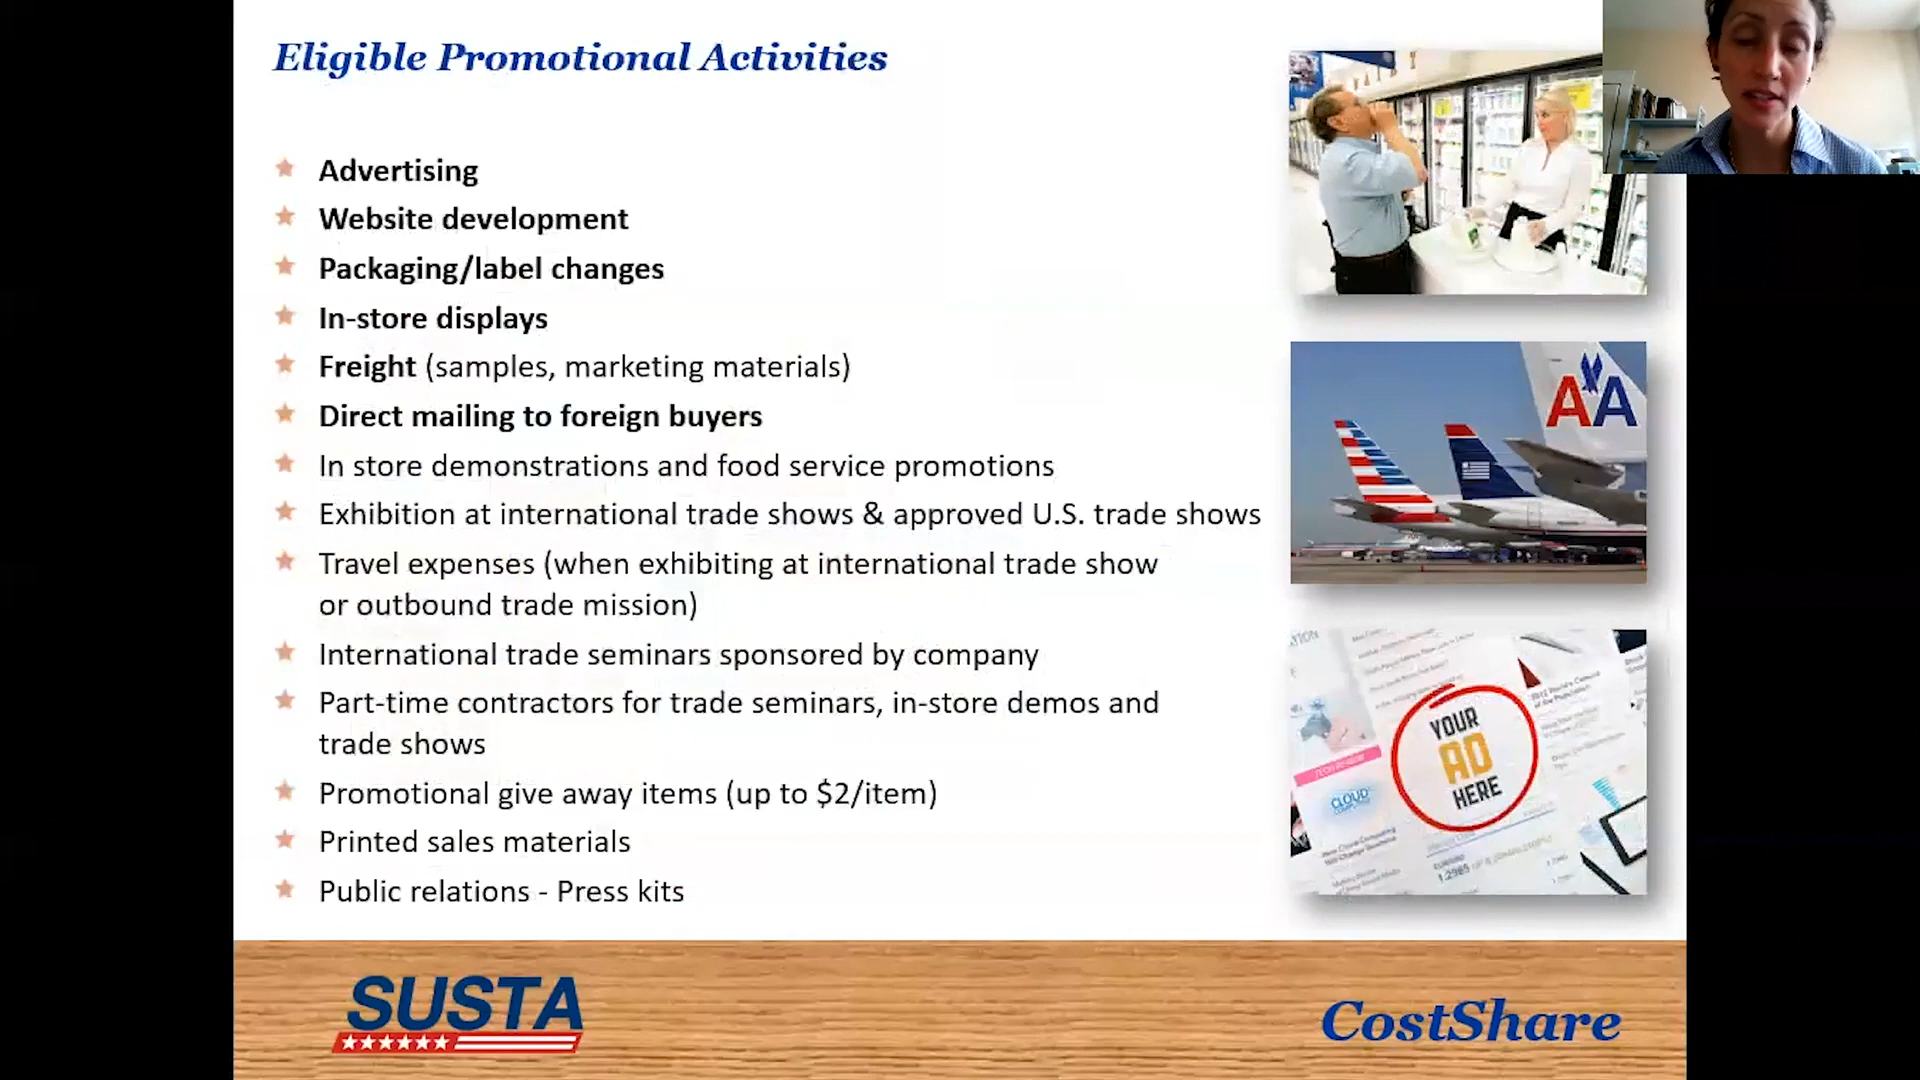 Eligible Promotional Activities
Advertising
Website development
Packaging/label changes
In-store displays
Freight (samples, marketing materials)
Direct mailing to foreign buyers
In store demonstrations and food service promotions
Exhibition at international trade shows & approved U.S. trade shows
Travel expenses (when exhibiting at international trade show
or outbound trade mission)
International trade seminars sponsored by company
Part-time contractors for trade seminars, in-store demos and
trade shows
Promotional give away items (up to $2/item)
Printed sales materials
Public relations - Press kits
AA
YOUR
AD
HERE
CLOUD
SUSTA
CostShare